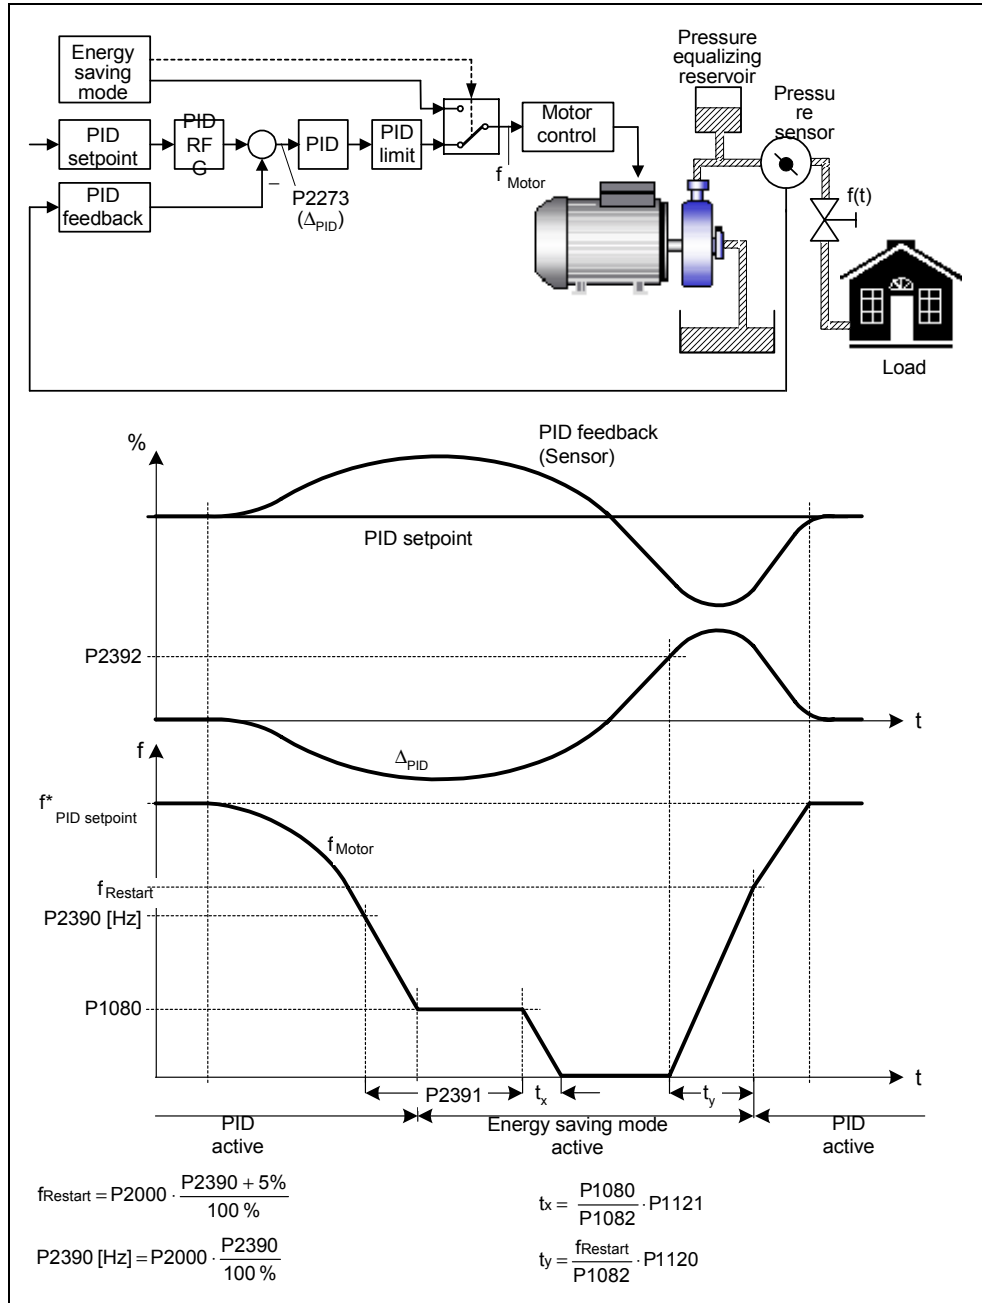 Energy
saving
mode
PID
setpoint
PID
RF
G
PID
PID
limit
Motor
control
f Motor
PID
feedback
–
P2273
(ΔPID)
Pressure
equalizing
reservoir
Pressu
re
sensor
f(t)
Load
%
PID feedback
(Sensor)
PID setpoint
P2392
t
ΔPID
f
f*
PID setpoint
f Motor
f Restart
P2390 [Hz]
P1080
t
P2391
tx
ty
PID
active
Energy saving mode
active
PID
active
fRestart = P2000 · P2390 + 5% / 100 %
P2390 [Hz] = P2000 · P2390 / 100 %
tx = P1080 / P1082 · P1121
ty = fRestart / P1082 · P1120